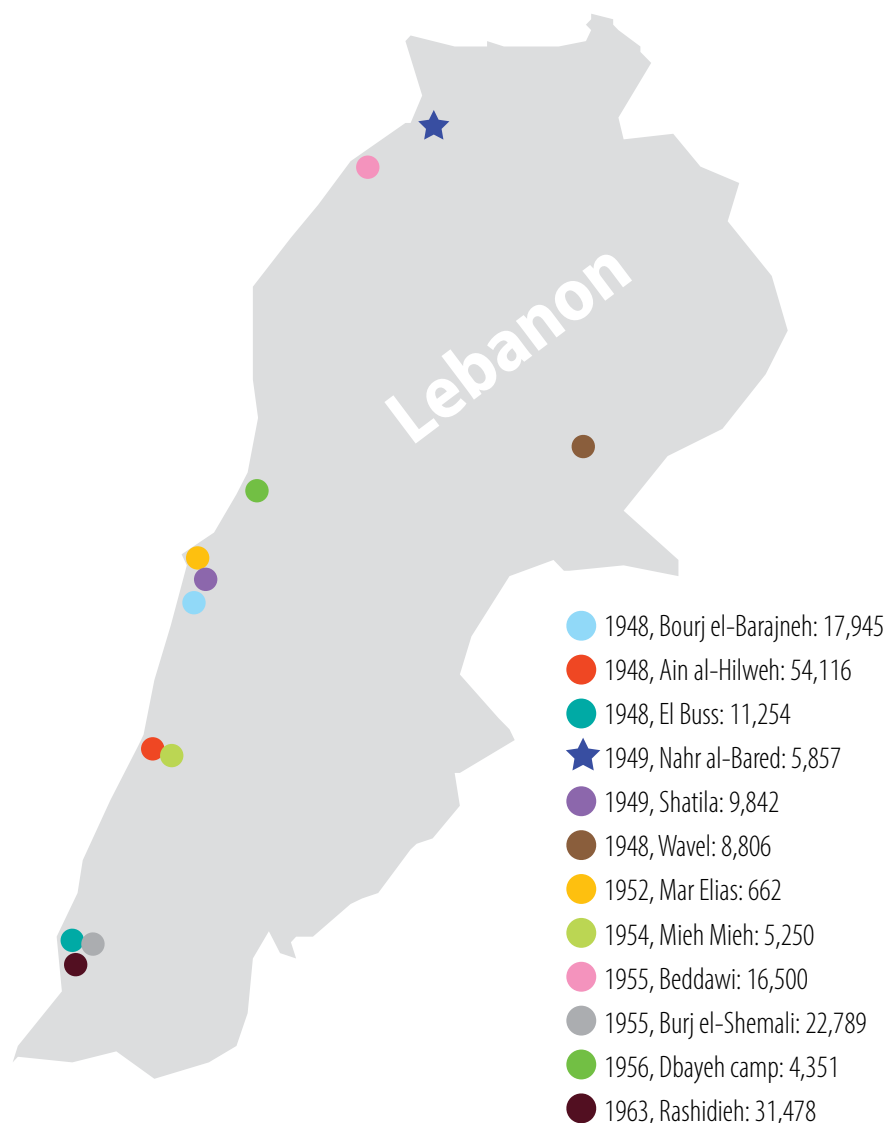 Lebanon
1948, Bourj el-Barajneh: 17,945
1948, Ain al-Hilweh: 54,116
1948, El Buss: 11,254
1949, Nahr al-Bared: 5,857
1949, Shatila: 9,842
1948, Wavel: 8,806
1952, Mar Elias: 662
1954, Mieh Mieh: 5,250
1955, Beddawi: 16,500
1955, Burj el-Shemali: 22,789
1956, Dbayeh camp: 4,351
1963, Rashidieh: 31,478